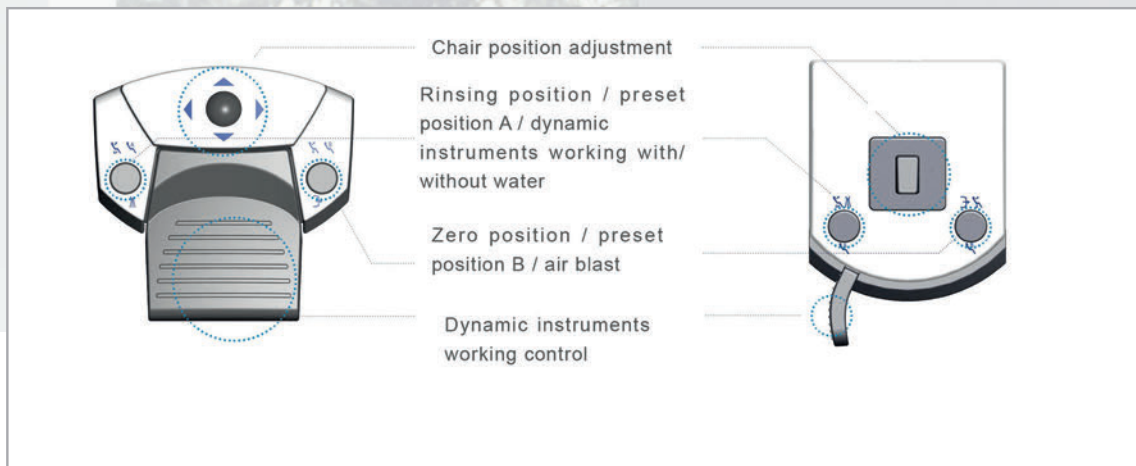 Chair position adjustment
Rinsing position / preset
position A / dynamic
instruments working with/
without water
Zero position / preset
position B / air blast
Dynamic instruments
working control